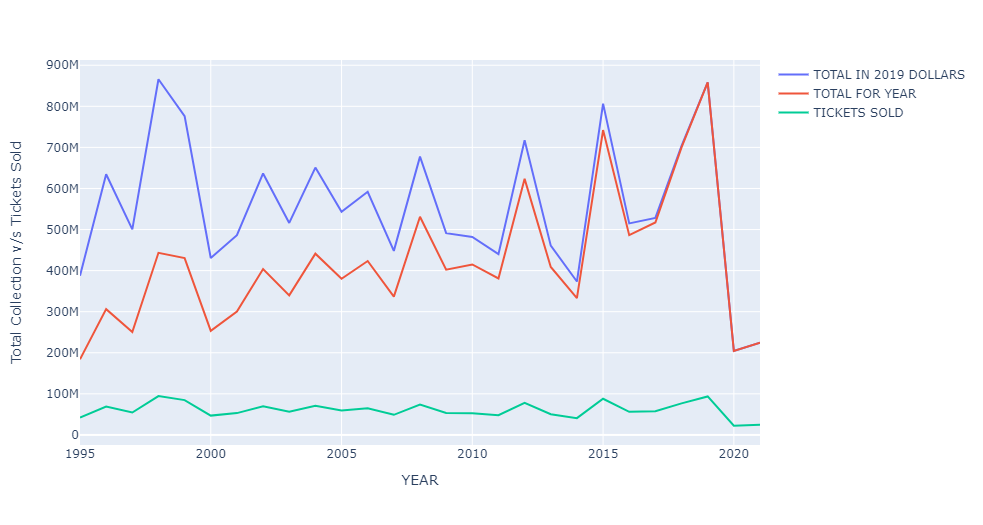 900M
800M
700M
600M
500M
400M
300M
200M
100M
0
Total Collection v/s Tickets Sold
1995 2000 2005 2010 2015 2020
YEAR
TOTAL IN 2019 DOLLARS
TOTAL FOR YEAR
TICKETS SOLD